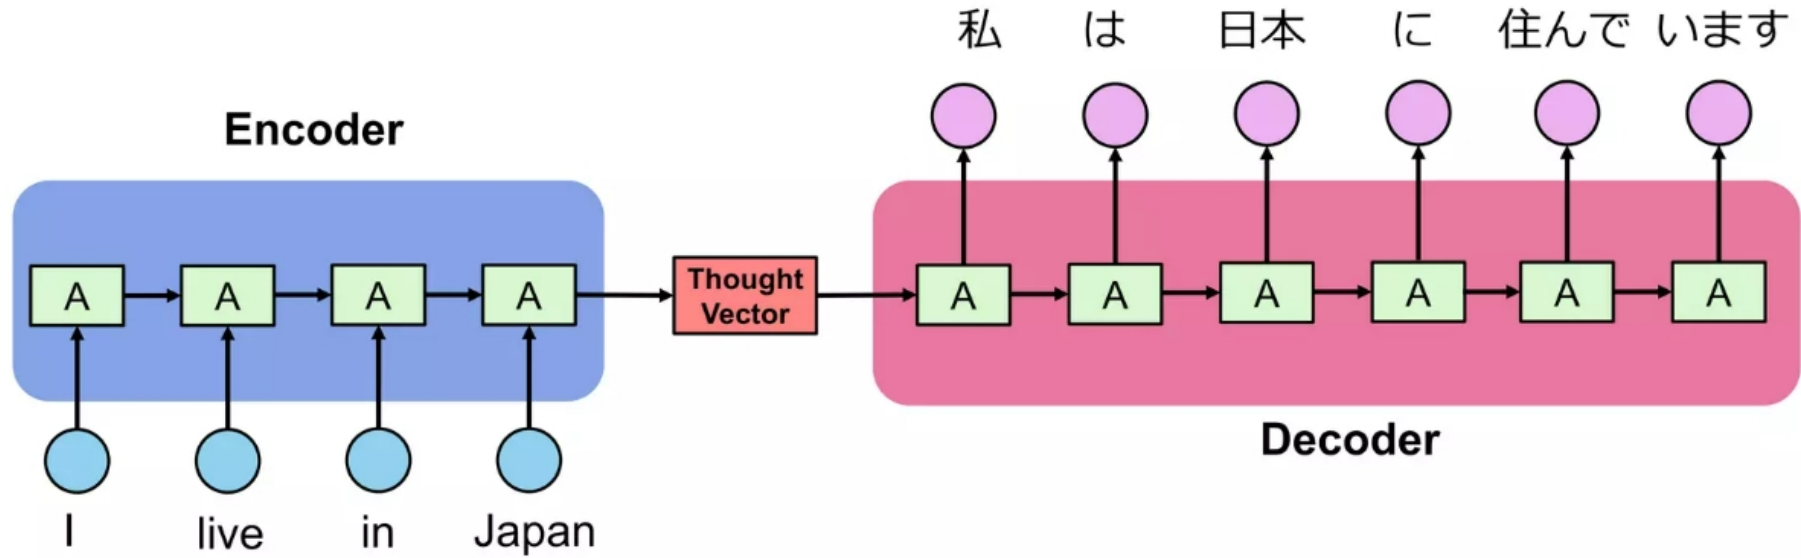 私 は 日本 に 住んで います
Encoder
A A A A
Thought
Vector
A A A A A A
Decoder
I live in Japan